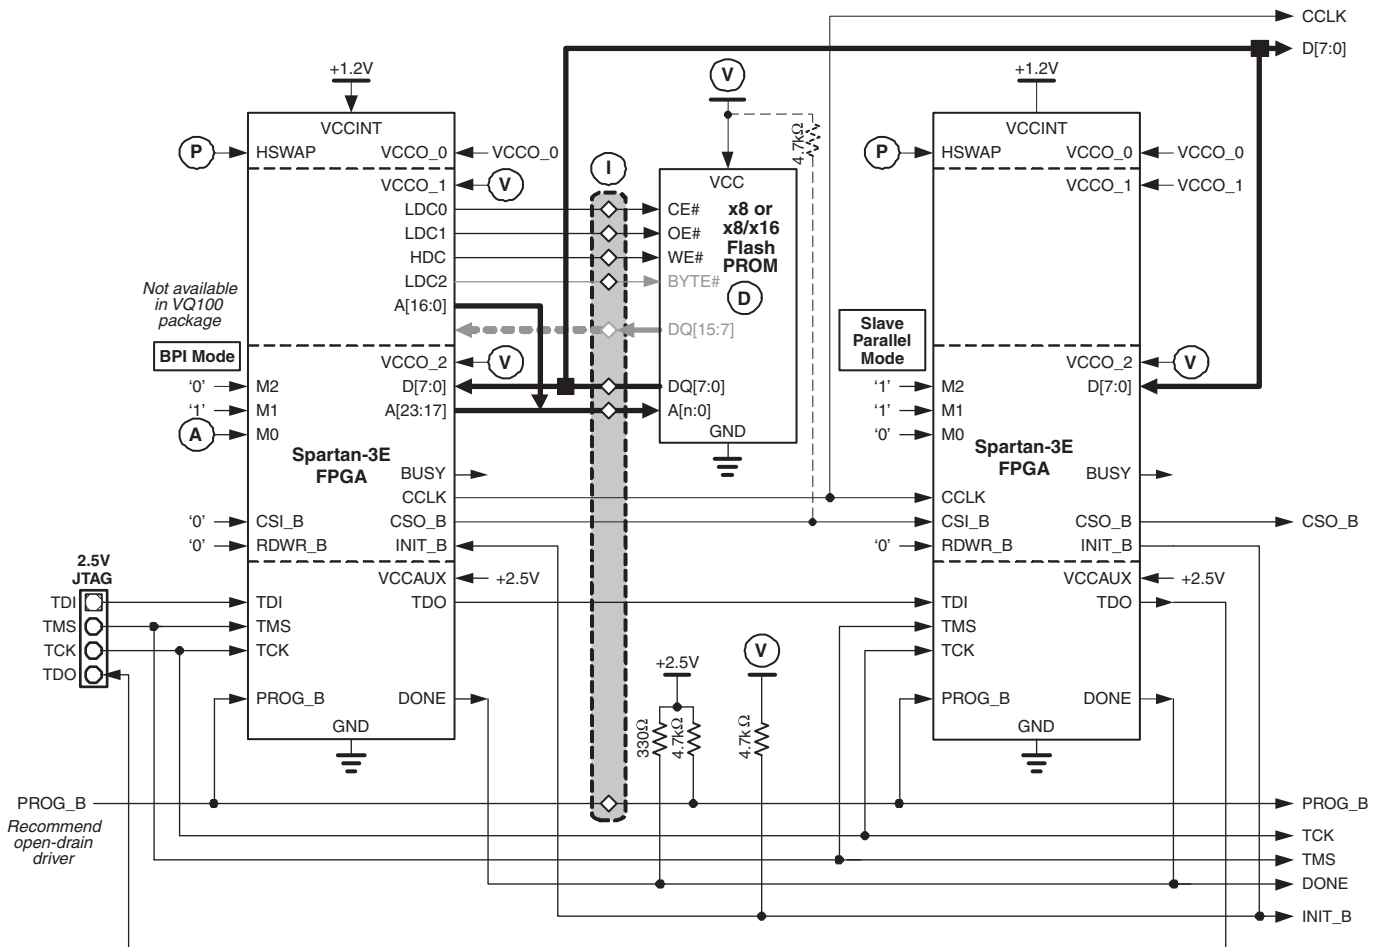 CCLK
D[7:0]
+1.2V
V
+1.2V
VCCINT
4.7kΩ
VCCINT
P
HSWAP
VCCO_0
VCCO_0
I
P
HSWAP
VCCO_0
VCCO_0
VCCO_1
V
VCC
VCCO_1
VCCO_1
LDC0
CE#
x8 or
x8/x16
Flash
PROM
LDC1
OE#
HDC
WE#
LDC2
BYTE#
D
Not available
in VQ100
package
A[16:0]
DQ[15:7]
Slave
Parallel
Mode
BPI Mode
VCCO_2
V
VCCO_2
V
'0'
M2
D[7:0]
DQ[7:0]
'1'
M2
D[7:0]
'1'
M1
A[23:17]
A[n:0]
'1'
M1
A
M0
GND
'0'
M0
Spartan-3E
FPGA
Spartan-3E
FPGA
BUSY
BUSY
CCLK
CCLK
'0'
CSI_B
CSO_B
CSI_B
CSO_B
CSO_B
'0'
RDWR_B
INIT_B
'0'
RDWR_B
INIT_B
2.5V
JTAG
VCCAUX
+2.5V
VCCAUX
+2.5V
TDI
TDI
TDO
TDI
TDO
TMS
TMS
TMS
TCK
TCK
TCK
TDO
+2.5V
V
PROG_B
DONE
PROG_B
DONE
330Ω
4.7kΩ
4.7kΩ
GND
GND
PROG_B
PROG_B
Recommend
open-drain
driver
TCK
TMS
DONE
INIT_B